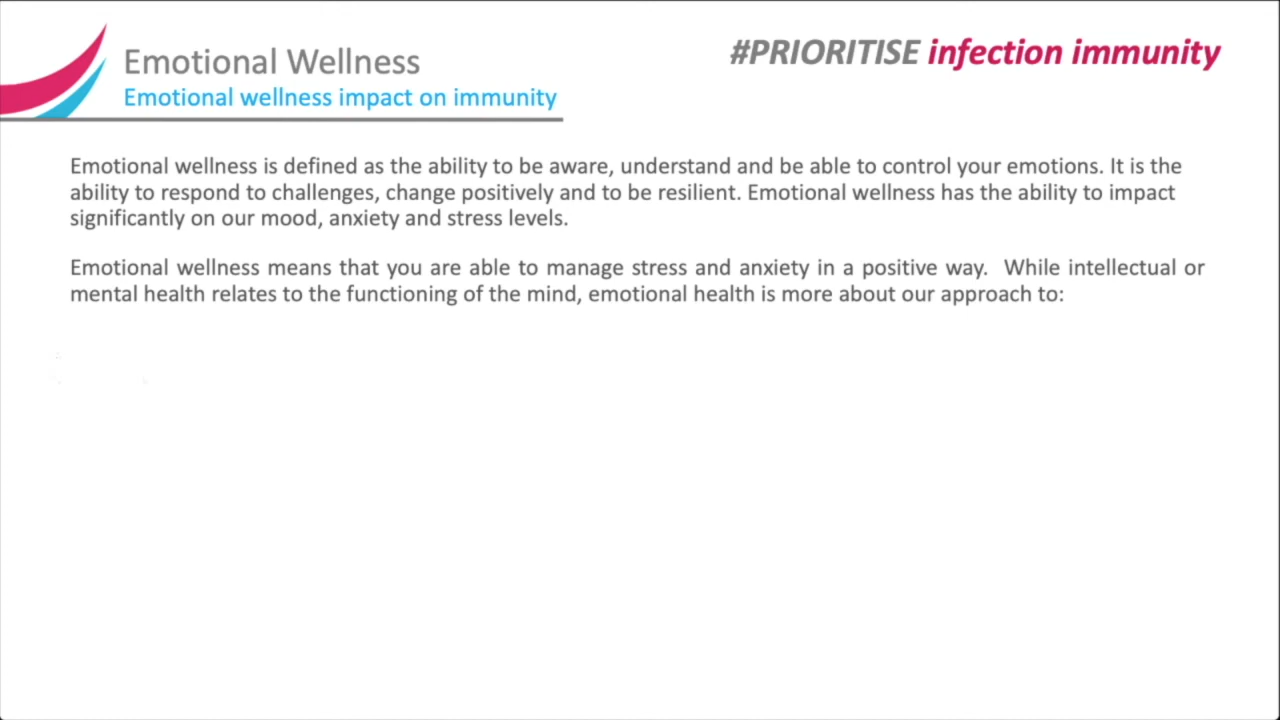 Emotional Wellness
#PRIORITISE infection immunity
Emotional wellness impact on immunity
Emotional wellness is defined as the ability to be aware, understand and be able to control your emotions. It is the
ability to respond to challenges, change positively and to be resilient. Emotional wellness has the ability to impact
significantly on our mood, anxiety and stress levels.
Emotional wellness means that you are able to manage stress and anxiety in a positive way. While intellectual or
mental health relates to the functioning of the mind, emotional health is more about our approach to: